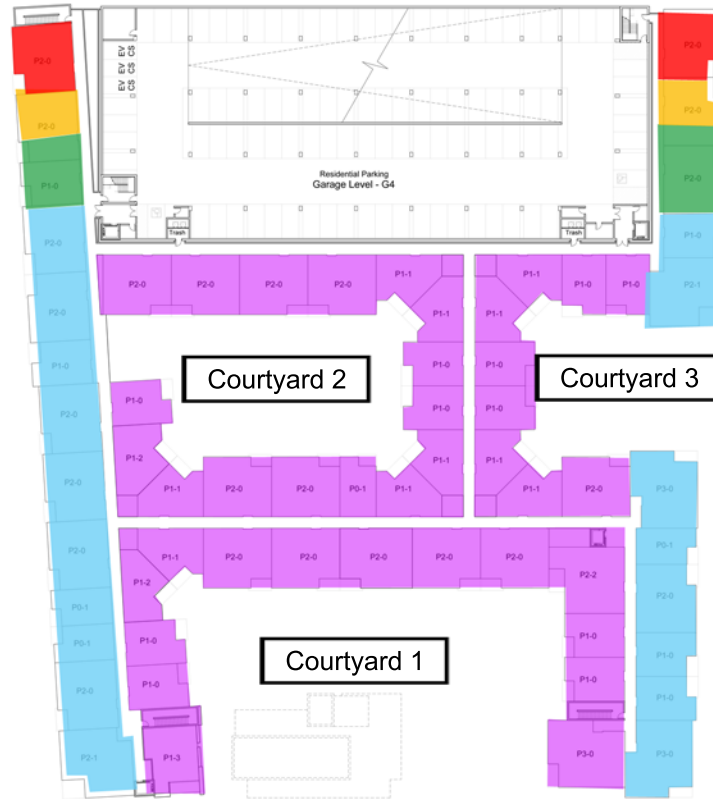 P2-0
P2-0
P1-0
P2-0
P2-0
P1-0
P2-0
P2-0
P2-0
P0-1
P0-1
P2-0
P2-1
EV
CS
EV
CS
EV
CS
Residential Parking
Garage Level - G4
Trash
Trash
P2-0
P2-0
P2-0
P1-0
P2-1
P2-0
P2-0
P2-0
P2-0
P1-1
P1-1
P1-0
P1-0
P1-1
P1-1
P0-1
P2-0
P2-0
P1-1
P1-2
P1-0
Courtyard 2
P1-1
P1-0
P1-0
P1-1
P1-0
P1-0
P1-1
P1-1
P2-0
Courtyard 3
P1-1
P2-0
P2-0
P2-0
P2-0
P2-0
P2-2
P1-2
P1-0
P1-0
P1-0
P1-0
P1-3
P3-0
Courtyard 1
P3-0
P0-1
P2-0
P1-0
P1-0
P3-0